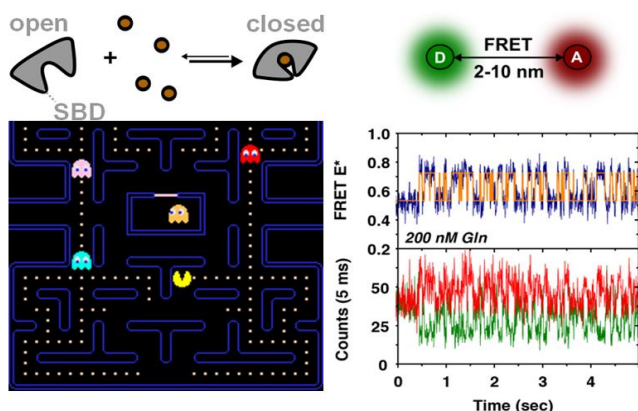 open
closed
+
SBD
FRET
D
A
2-10 nm
FRET E*
1.0
0.8
0.6
0.4
200 nM Gln
0.2
Counts (5 ms)
50
25
0
0 1 2 3 4
Time (sec)